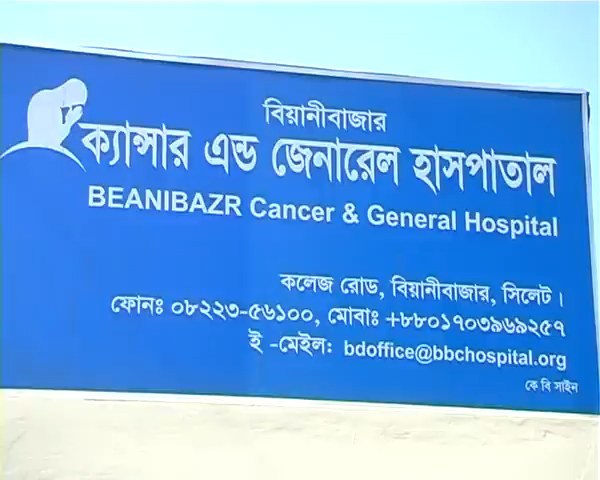 বিয়ানীবাজার
ক্যান্সার এন্ড জেনারেল হাসপাতাল
BEANIBAZR Cancer & General Hospital
কলেজ রোড, বিয়ানীবাজার, সিলেট।
ফোনঃ ০৮২২৩-৫৬১০০, মোবাঃ +৮৮০১৭০৩৯৬৯২৫৭
ই -মেইল: bdoffice@bbchospital.org
কে বি সাইন